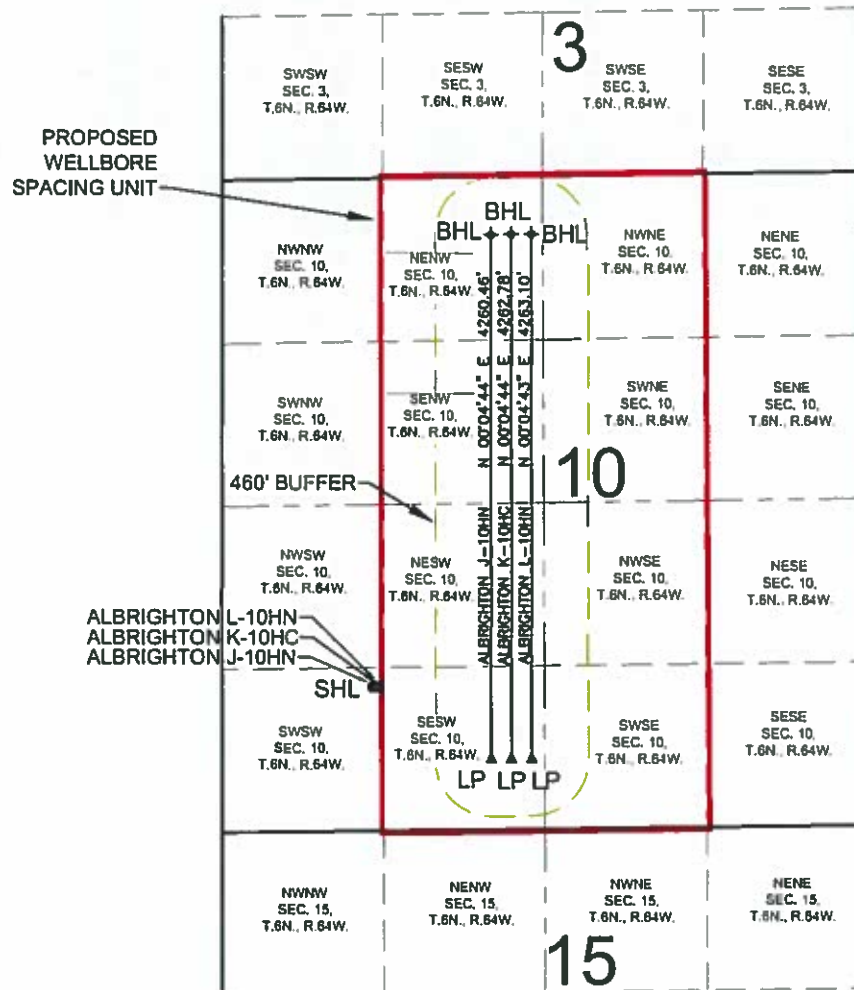 3
SWSW
SEC. 3,
T.6N., R.64W.
SESW
SEC. 3,
T.6N., R.64W.
SWSE
SEC. 3,
T.6N., R.64W.
SESE
SEC. 3,
T.6N., R.64W.
PROPOSED
WELLBORE
SPACING UNIT
BHL
BHL
BHL
NWNW
SEC. 10,
T.6N., R.64W.
NENW
SEC. 10,
T.6N., R.64W.
NWNE
SEC. 10,
T.6N., R.64W.
NENE
SEC. 10,
T.6N., R.64W.
N 00°04'44" E 4260.46'
N 00°04'44" E 4262.78'
N 00°04'43" E 4263.10'
SWNW
SEC. 10,
T.6N., R.64W.
SENW
SEC. 10,
T.6N., R.64W.
SWNE
SEC. 10,
T.6N., R.64W.
SENE
SEC. 10,
T.6N., R.64W.
10
460' BUFFER
NWSW
SEC. 10,
T.6N., R.64W.
NESW
SEC. 10,
T.6N., R.64W.
ALBRIGHTON J-10HN
ALBRIGHTON K-10HC
ALBRIGHTON L-10HN
NWSE
SEC. 10,
T.6N., R.64W.
NESE
SEC. 10,
T.6N., R.64W.
ALBRIGHTON L-10HN
ALBRIGHTON K-10HC
ALBRIGHTON J-10HN
SHL
SWSW
SEC. 10,
T.6N., R.64W.
SESW
SEC. 10,
T.6N., R.64W.
SWSE
SEC. 10,
T.6N., R.64W.
SESE
SEC. 10,
T.6N., R.64W.
LP LP LP
NWNW
SEC. 15,
T.6N., R.64W.
NENW
SEC. 15,
T.6N., R.64W.
NWNE
SEC. 15,
T.6N., R.64W.
NENE
SEC. 15,
T.6N., R.64W.
15